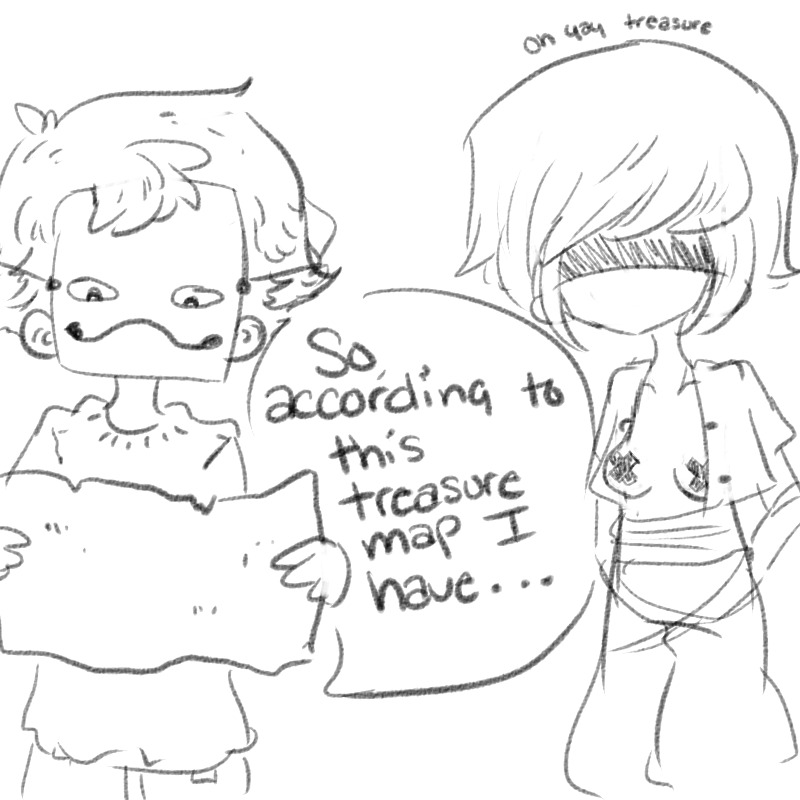 oh yay treasure
So,
according to
this
treasure
map I
have...